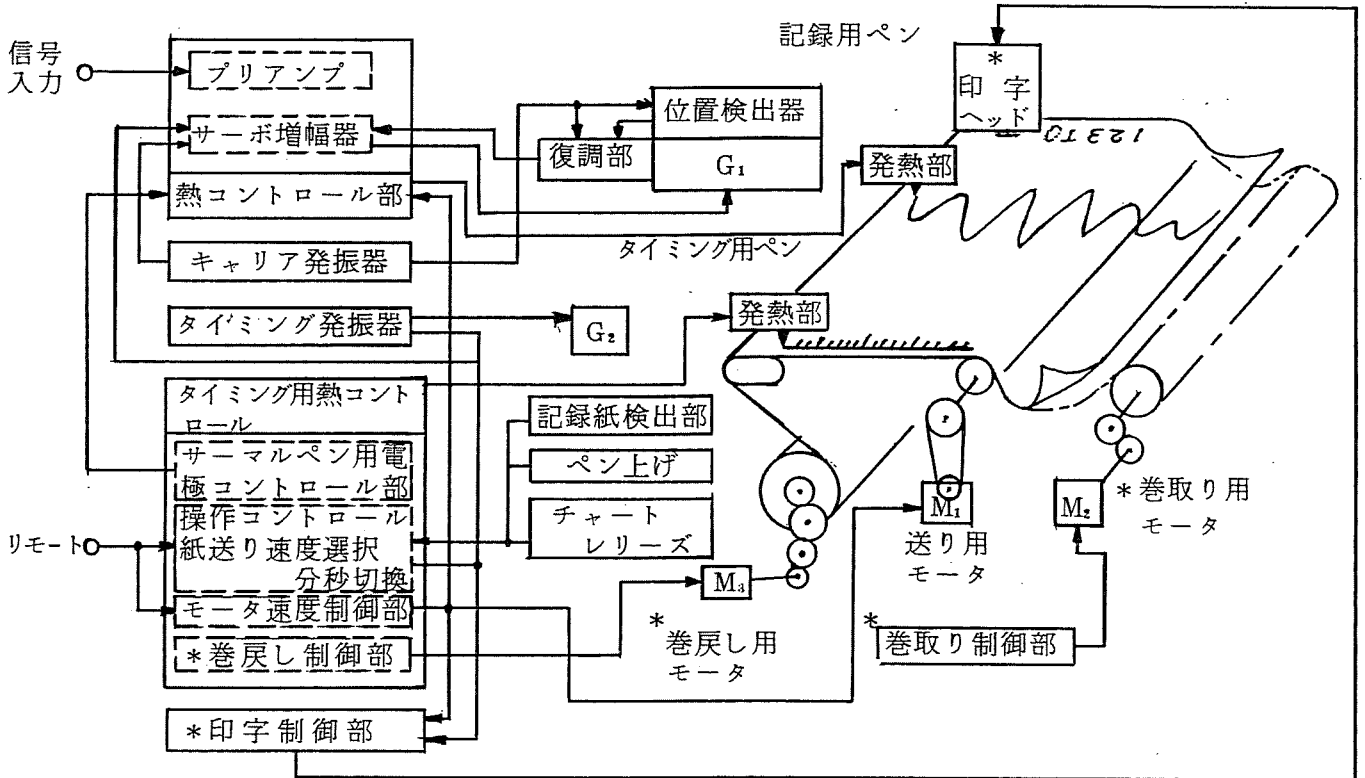 信号
入力
プリアンプ
サーボ増幅器
熱コントロール部
キャリア発振器
タイミング発振器
タイミング用熱コント
ロール
サーマルペン用電
極コントロール部
操作コントロール
紙送り速度選択
分秒切換
モータ速度制御部
*巻戻し制御部
*印字制御部
リモート
位置検出器
復調部
G₁
G₂
記録紙検出部
ペン上げ
チャート
レリーズ
記録用ペン
*
印字
ヘッド
発熱部
タイミング用ペン
発熱部
M₁
送り用
モータ
M₂
*巻取り用
モータ
M₃
*
巻戻し用
モータ
*
巻取り制御部